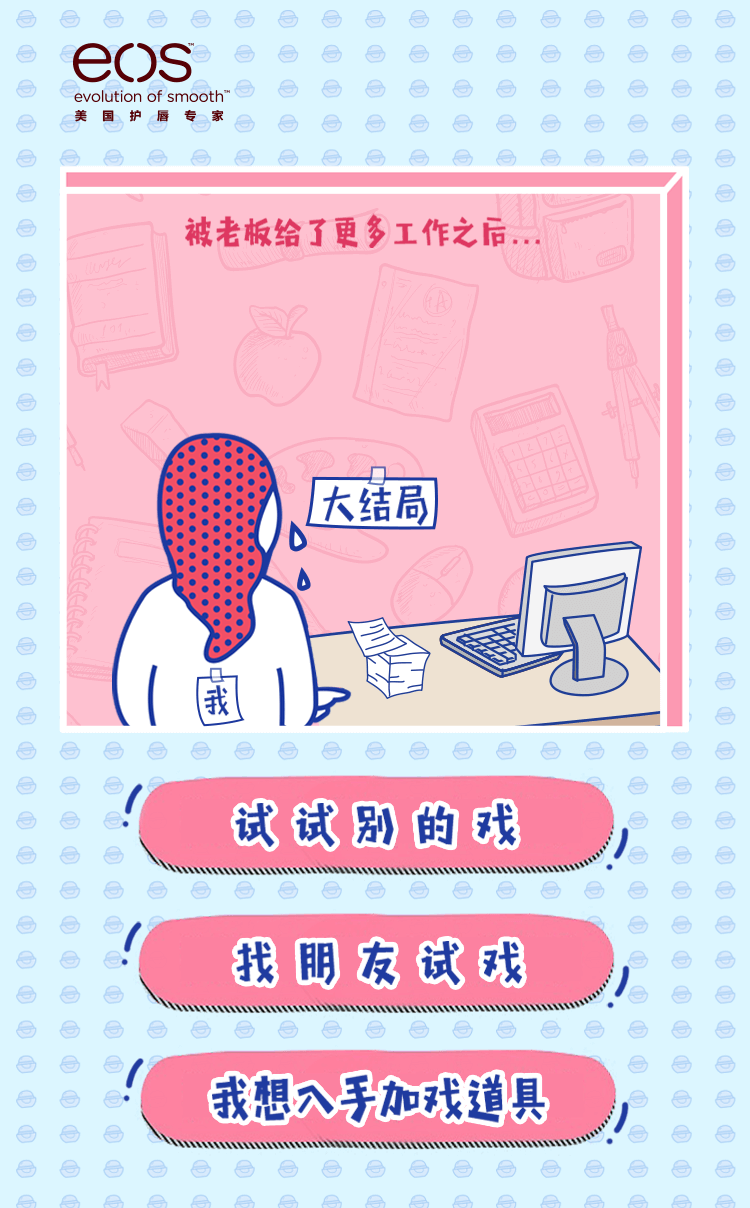 eos™
evolution of smooth™
美国护唇专家
被老板给了更多工作之后...
大结局
我
试试别的戏
找朋友试戏
我想入手加戏道具